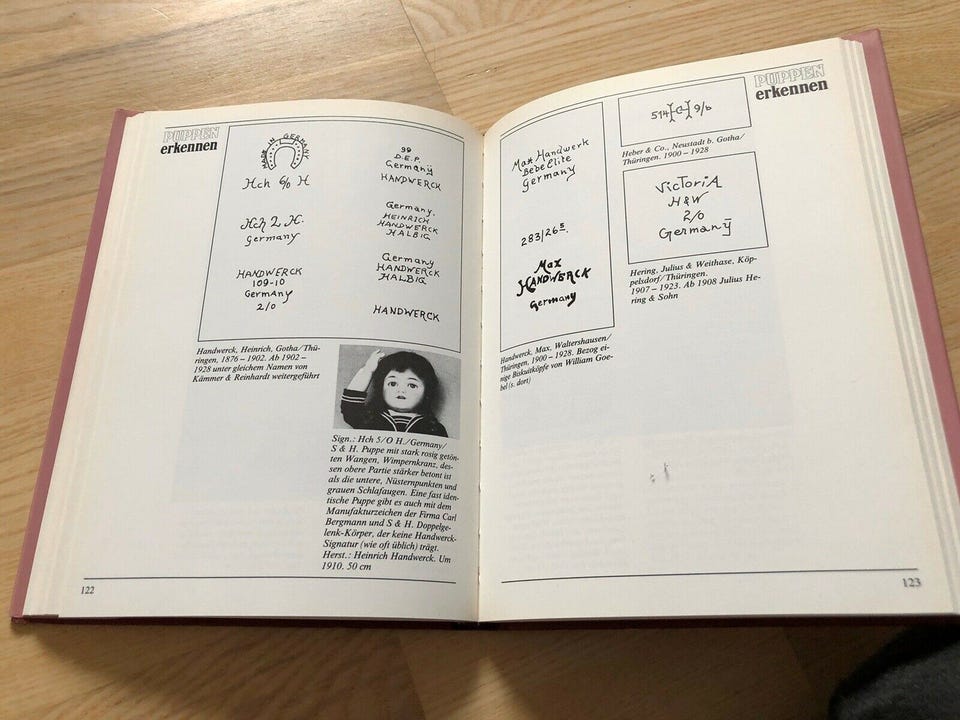 PUPPEN
erkennen
MADE IN GERMANY
Hch 6/0 H
Hch 2 H.
Germany
HANDWERCK
109-10
GERMANY
2/0
99
D.E.P.
Germany
HANDWERCK
Germany.
HEINRICH
HANDWERCK
HALBIG
Germany
HANDWERCK
HALBIG
HANDWERCK
Handwerck, Heinrich, Gotha/Thü-
ringen, 1876 – 1902. Ab 1902 –
1928 unter gleichem Namen von
Kämmer & Reinhardt weitergeführt
Sign.: Hch 5/O H./Germany/
S & H. Puppe mit stark rosig getön-
ten Wangen, Wimpernkranz, des-
sen obere Partie stärker betont ist
als die untere, Nüsternpunkten und
grauen Schlafaugen. Eine fast iden-
tische Puppe gibt es auch mit dem
Manufakturzeichen der Firma Carl
Bergmann und S & H. Doppelge-
lenk-Körper, der keine Handwerck-
Signatur (wie oft üblich) trägt.
Herst.: Heinrich Handwerck. Um
1910. 50 cm
122
PUPPEN
erkennen
Max Handwerk
Bebe Elite
Germany
283/26 5.
Max
HANDWERCK
Germany
Handwerck, Max, Waltershausen/
Thüringen, 1900 – 1928. Bezog ei-
nige Biskuitköpfe von William Goe-
bel (s. dort)
514 C 9/b
Heber & Co., Neustadt b. Gotha/
Thüringen. 1900 – 1928
VICTORIA
H&W
2/0
Germany
Hering, Julius & Weithase, Köp-
pelsdorf/Thüringen.
1907 – 1923. Ab 1908 Julius He-
ring & Sohn
123